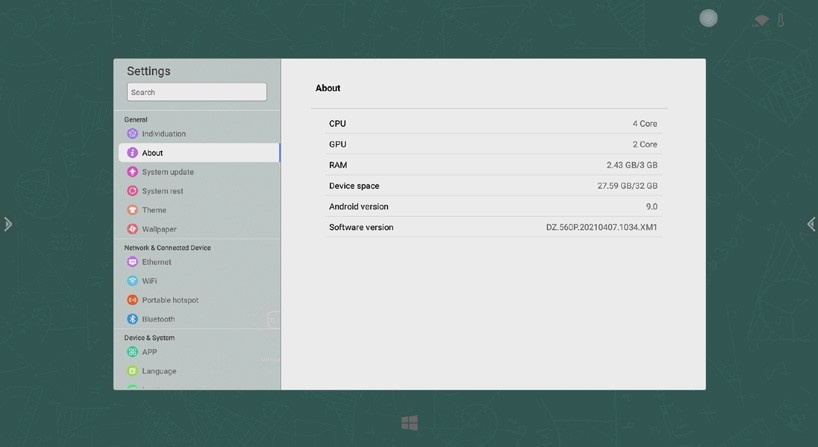 Settings
Search
General
Individuation
About
System update
System rest
Theme
Wallpaper
Network & Connected Device
Ethernet
WiFi
Portable hotspot
Bluetooth
Device & System
APP
Language
About
CPU 4 Core
GPU 2 Core
RAM 2.43 GB/3 GB
Device space 27.59 GB/32 GB
Android version 9.0
Software version DZ.560P.20210407.1034.XM1